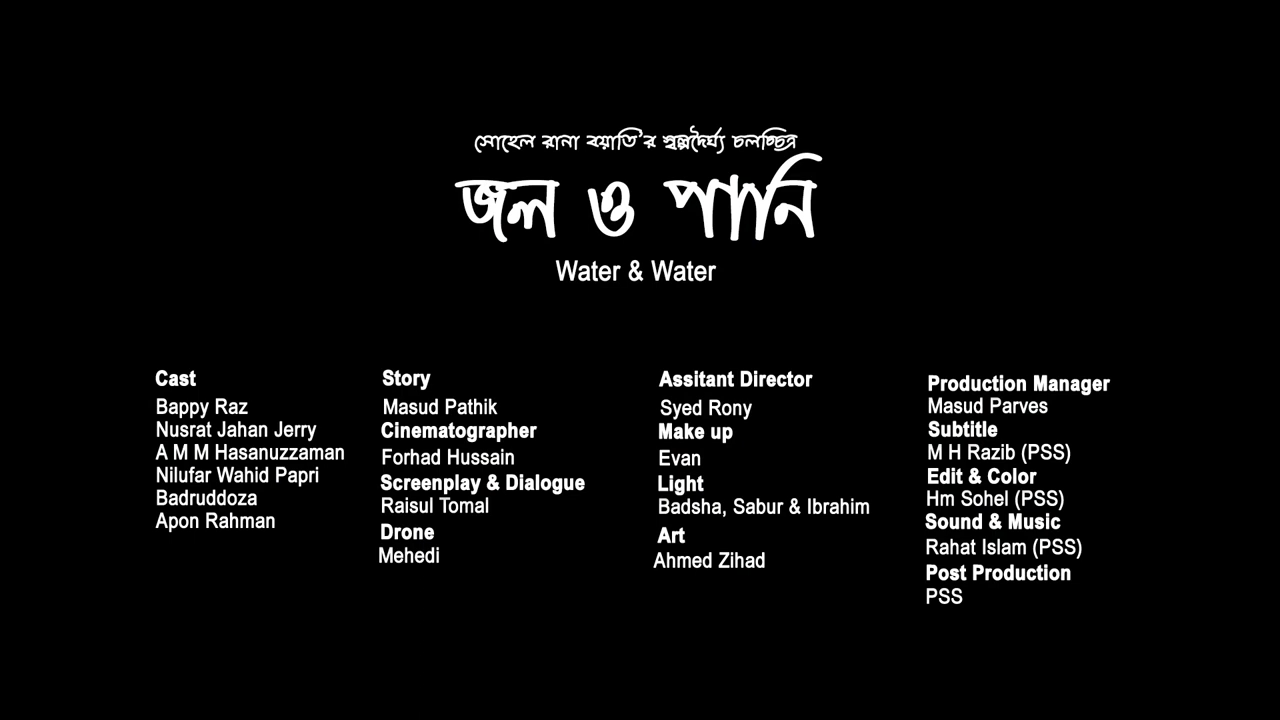 সোহেল রানা বয়াতি'র স্বল্পদৈর্ঘ্য চলচ্চিত্র
জল ও পানি
Water & Water
Cast
Bappy Raz
Nusrat Jahan Jerry
A M M Hasanuzzaman
Nilufar Wahid Papri
Badruddoza
Apon Rahman
Story
Masud Pathik
Cinematographer
Forhad Hussain
Screenplay & Dialogue
Raisul Tomal
Drone
Mehedi
Assitant Director
Syed Rony
Make up
Evan
Light
Badsha, Sabur & Ibrahim
Art
Ahmed Zihad
Production Manager
Masud Parves
Subtitle
M H Razib (PSS)
Edit & Color
Hm Sohel (PSS)
Sound & Music
Rahat Islam (PSS)
Post Production
PSS